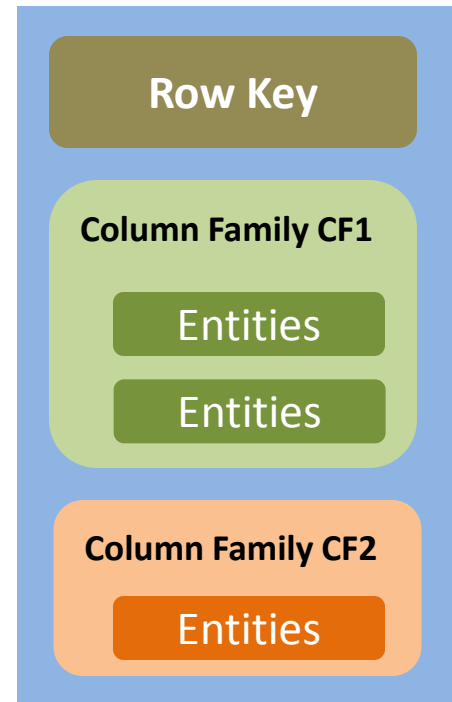 Row Key
Column Family CF1
Entities
Entities
Column Family CF2
Entities